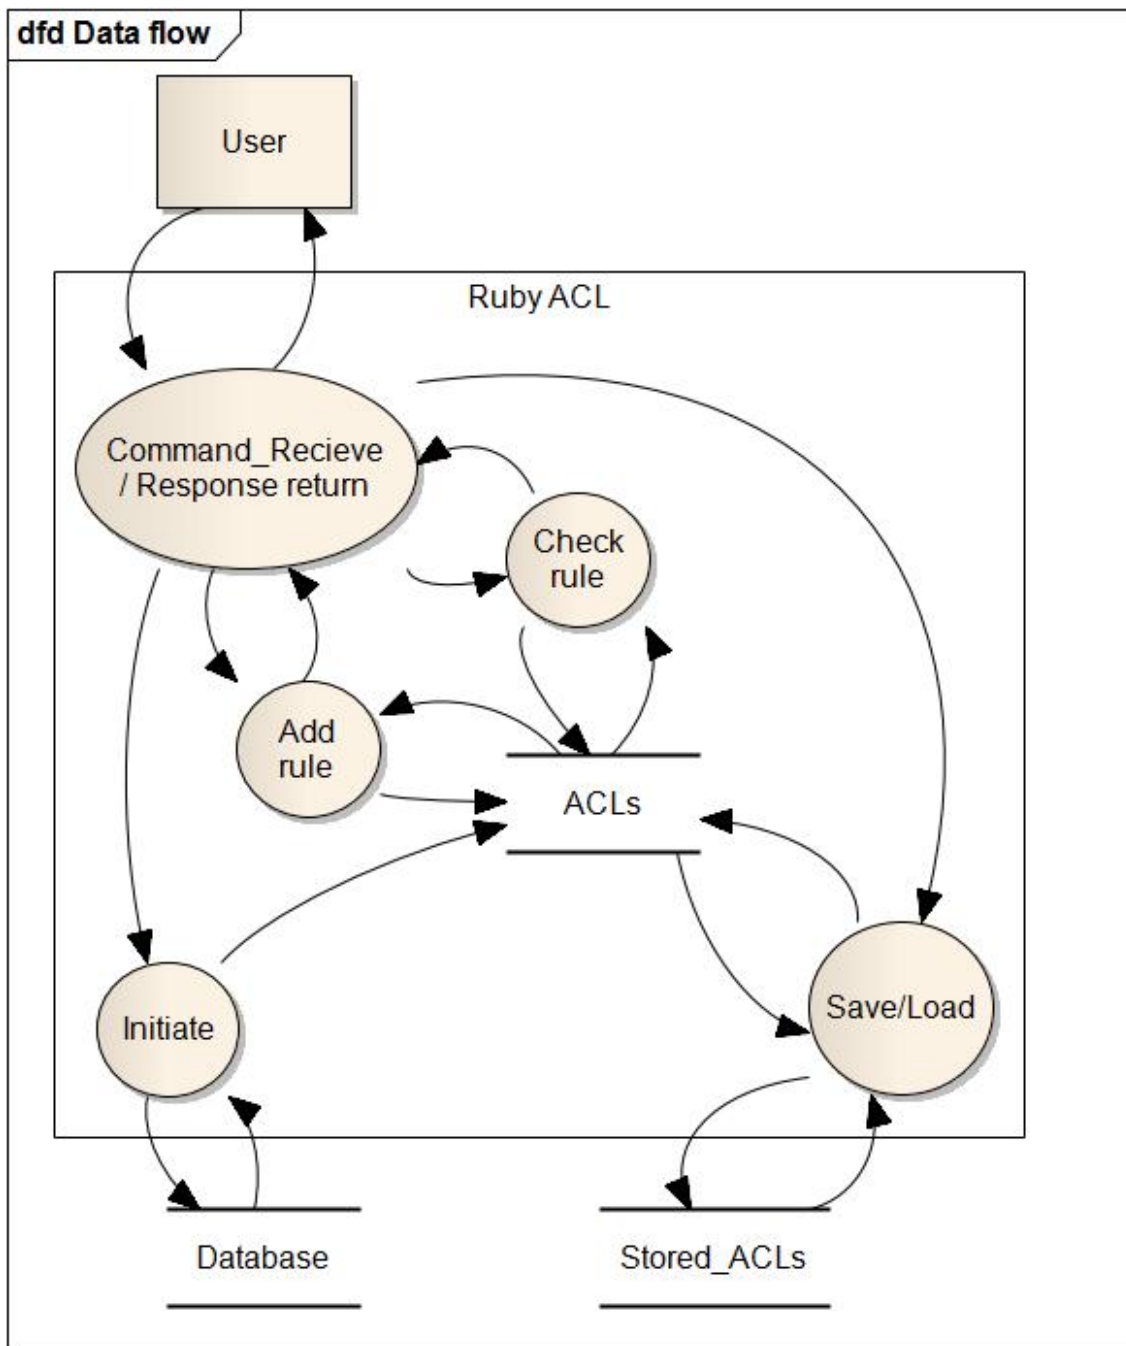 dfd Data flow
User
Ruby ACL
Command_Recieve
/ Response return
Check
rule
Add
rule
ACLs
Initiate
Save/Load
Database
Stored_ACLs